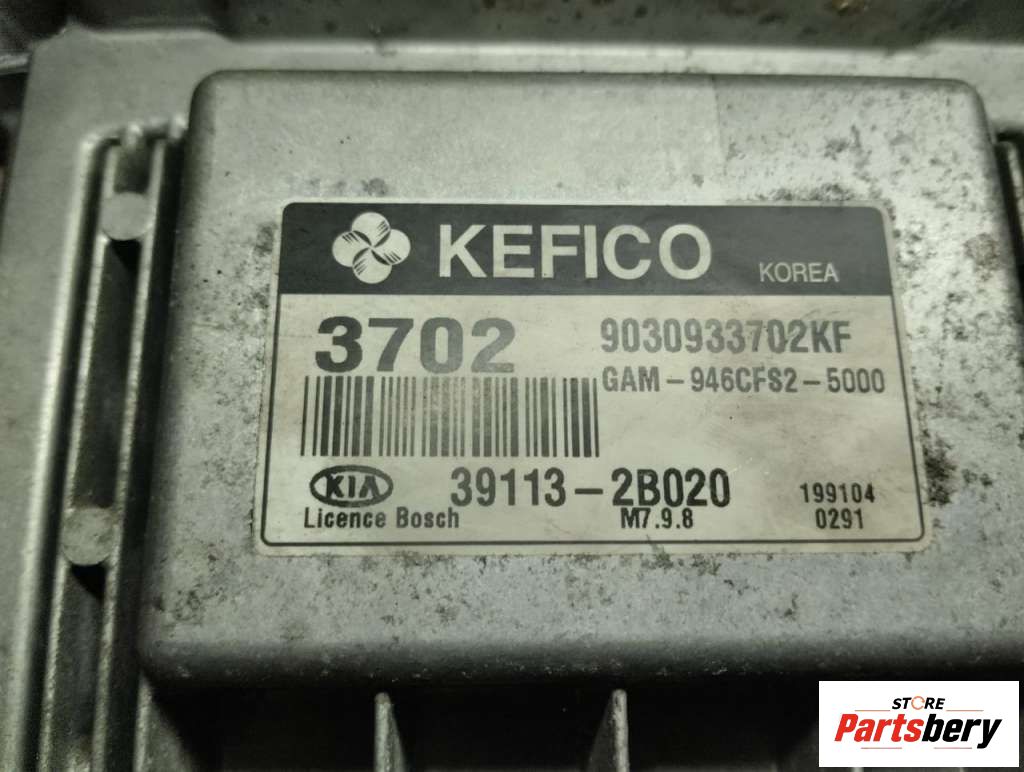 KEFICO KOREA
3702 9030933702KF
GAM-946CFS2-5000
KIA 39113-2B020 199104
Licence Bosch M7.9.8 0291
STORE
Partsbery